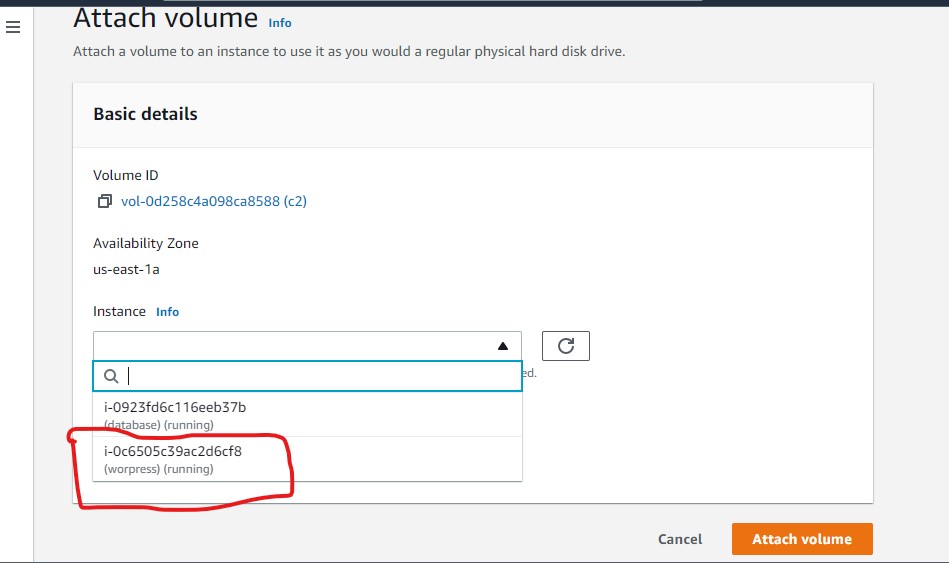 Attach volume Info
Attach a volume to an instance to use it as you would a regular physical hard disk drive.
Basic details
Volume ID
vol-0d258c4a098ca8588 (c2)
Availability Zone
us-east-1a
Instance Info
ed.
i-0923fd6c116eeb37b
(database) (running)
i-0c6505c39ac2d6cf8
(worpress) (running)
Cancel
Attach volume